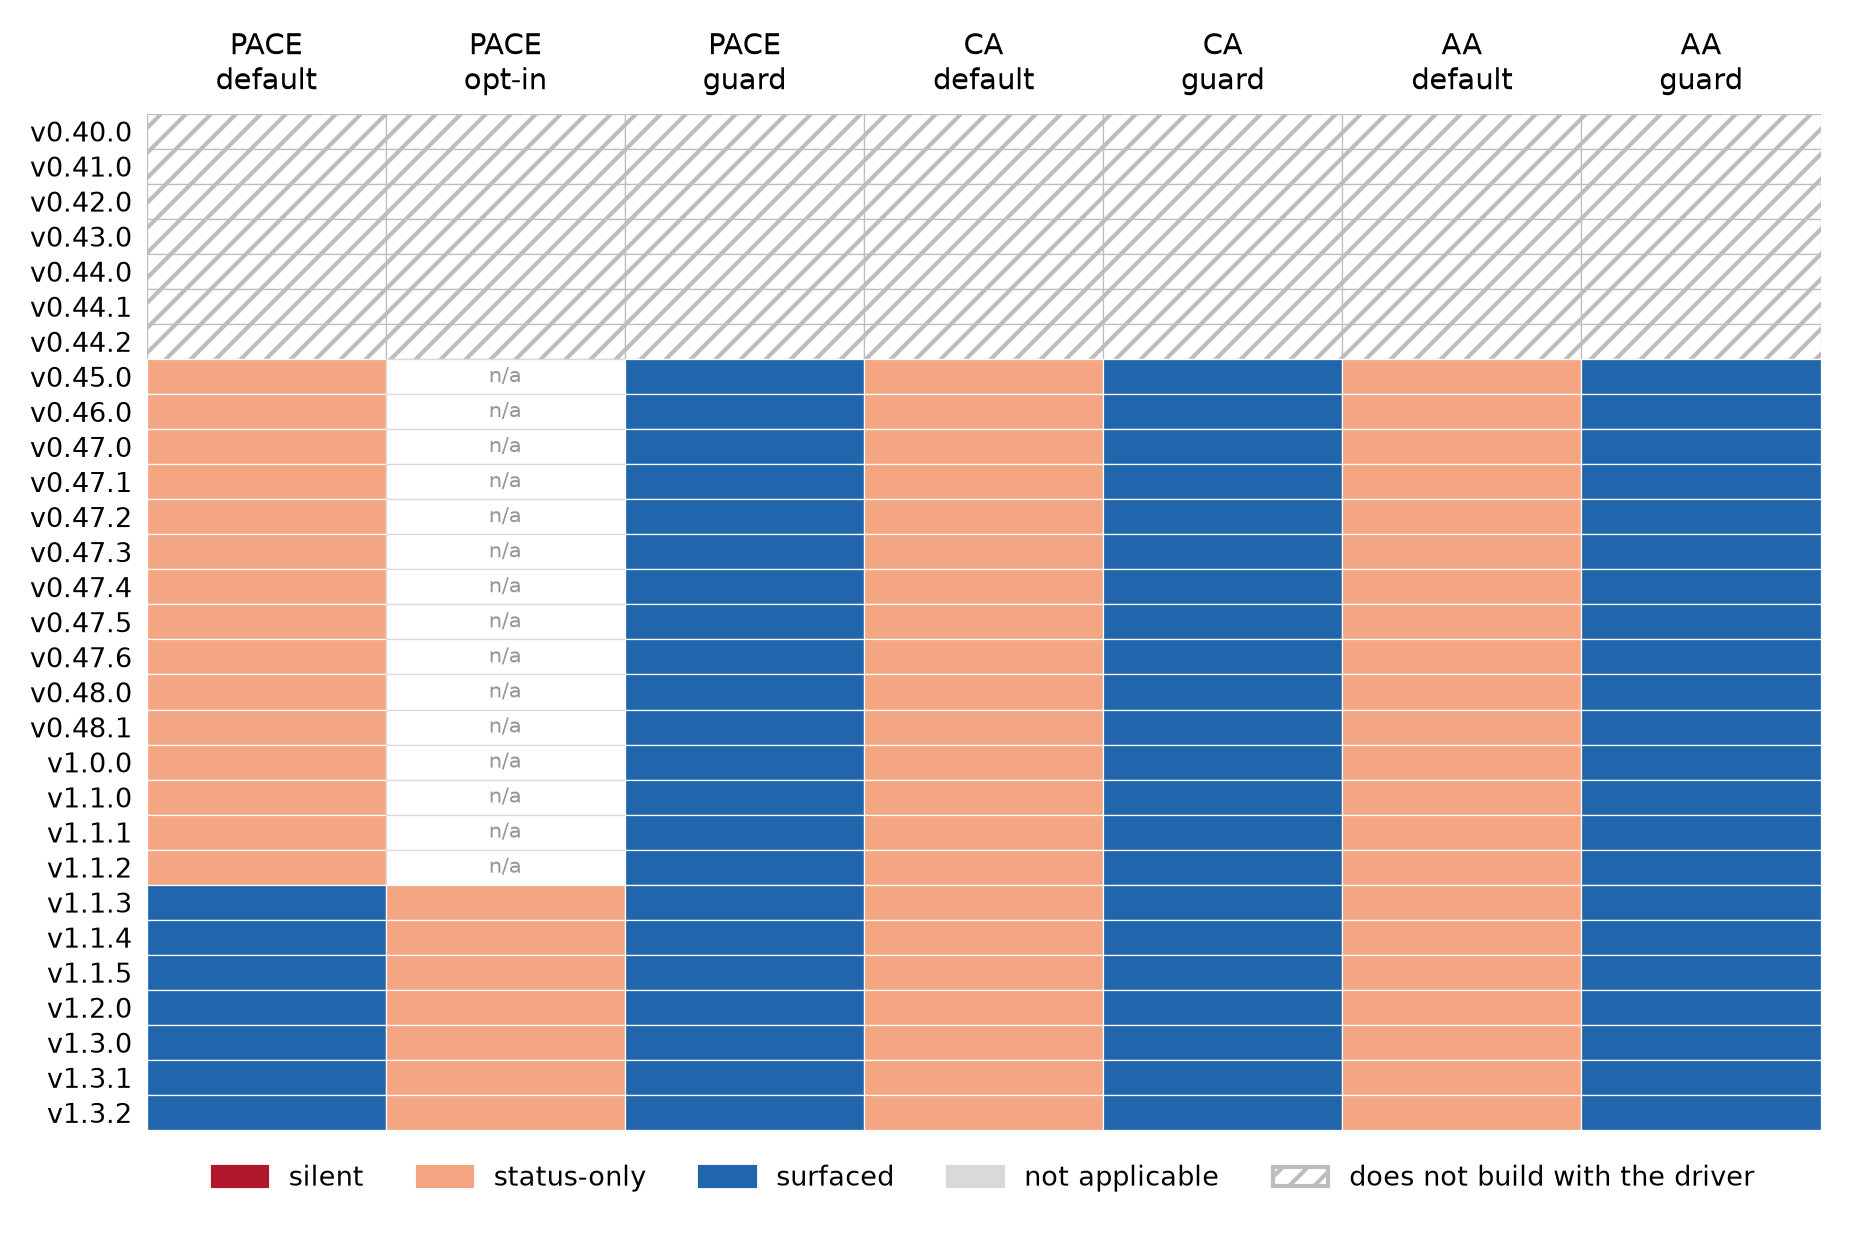 PACE default
PACE opt-in
PACE guard
CA default
CA guard
AA default
AA guard
v0.40.0
v0.41.0
v0.42.0
v0.43.0
v0.44.0
v0.44.1
v0.44.2
v0.45.0 n/a
v0.46.0 n/a
v0.47.0 n/a
v0.47.1 n/a
v0.47.2 n/a
v0.47.3 n/a
v0.47.4 n/a
v0.47.5 n/a
v0.47.6 n/a
v0.48.0 n/a
v0.48.1 n/a
v1.0.0 n/a
v1.1.0 n/a
v1.1.1 n/a
v1.1.2 n/a
v1.1.3
v1.1.4
v1.1.5
v1.2.0
v1.3.0
v1.3.1
v1.3.2
silent status-only surfaced not applicable does not build with the driver